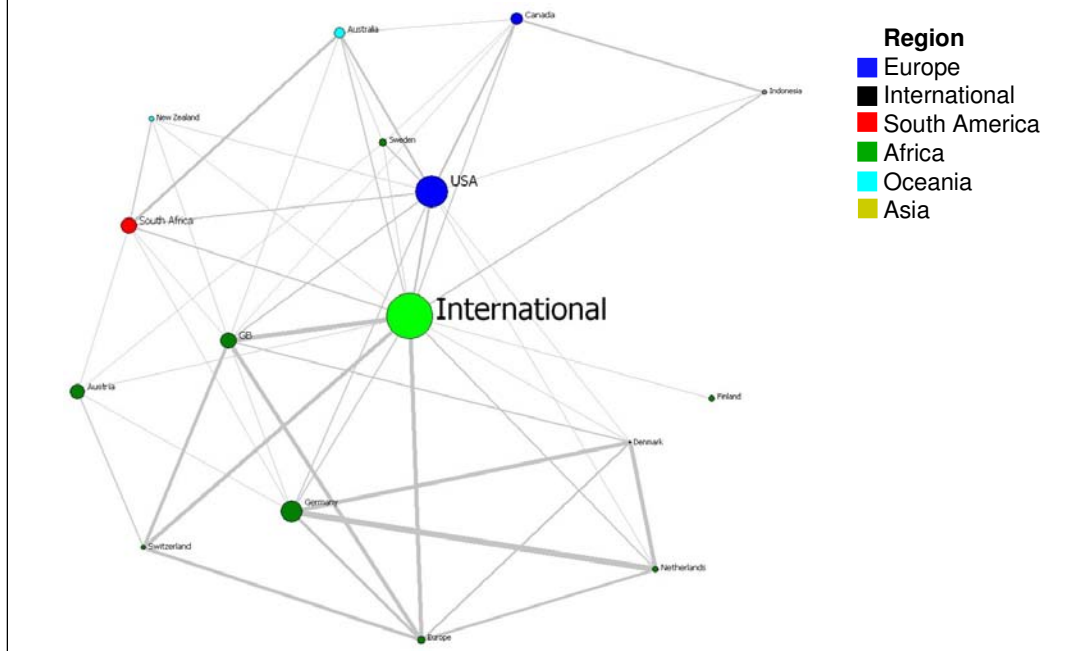 Canada
Australia
Indonesia
New Zealand
Sweden
USA
South Africa
International
GB
Austria
Finland
Denmark
Germany
Switzerland
Netherlands
Europe
Region
Europe
International
South America
Africa
Oceania
Asia